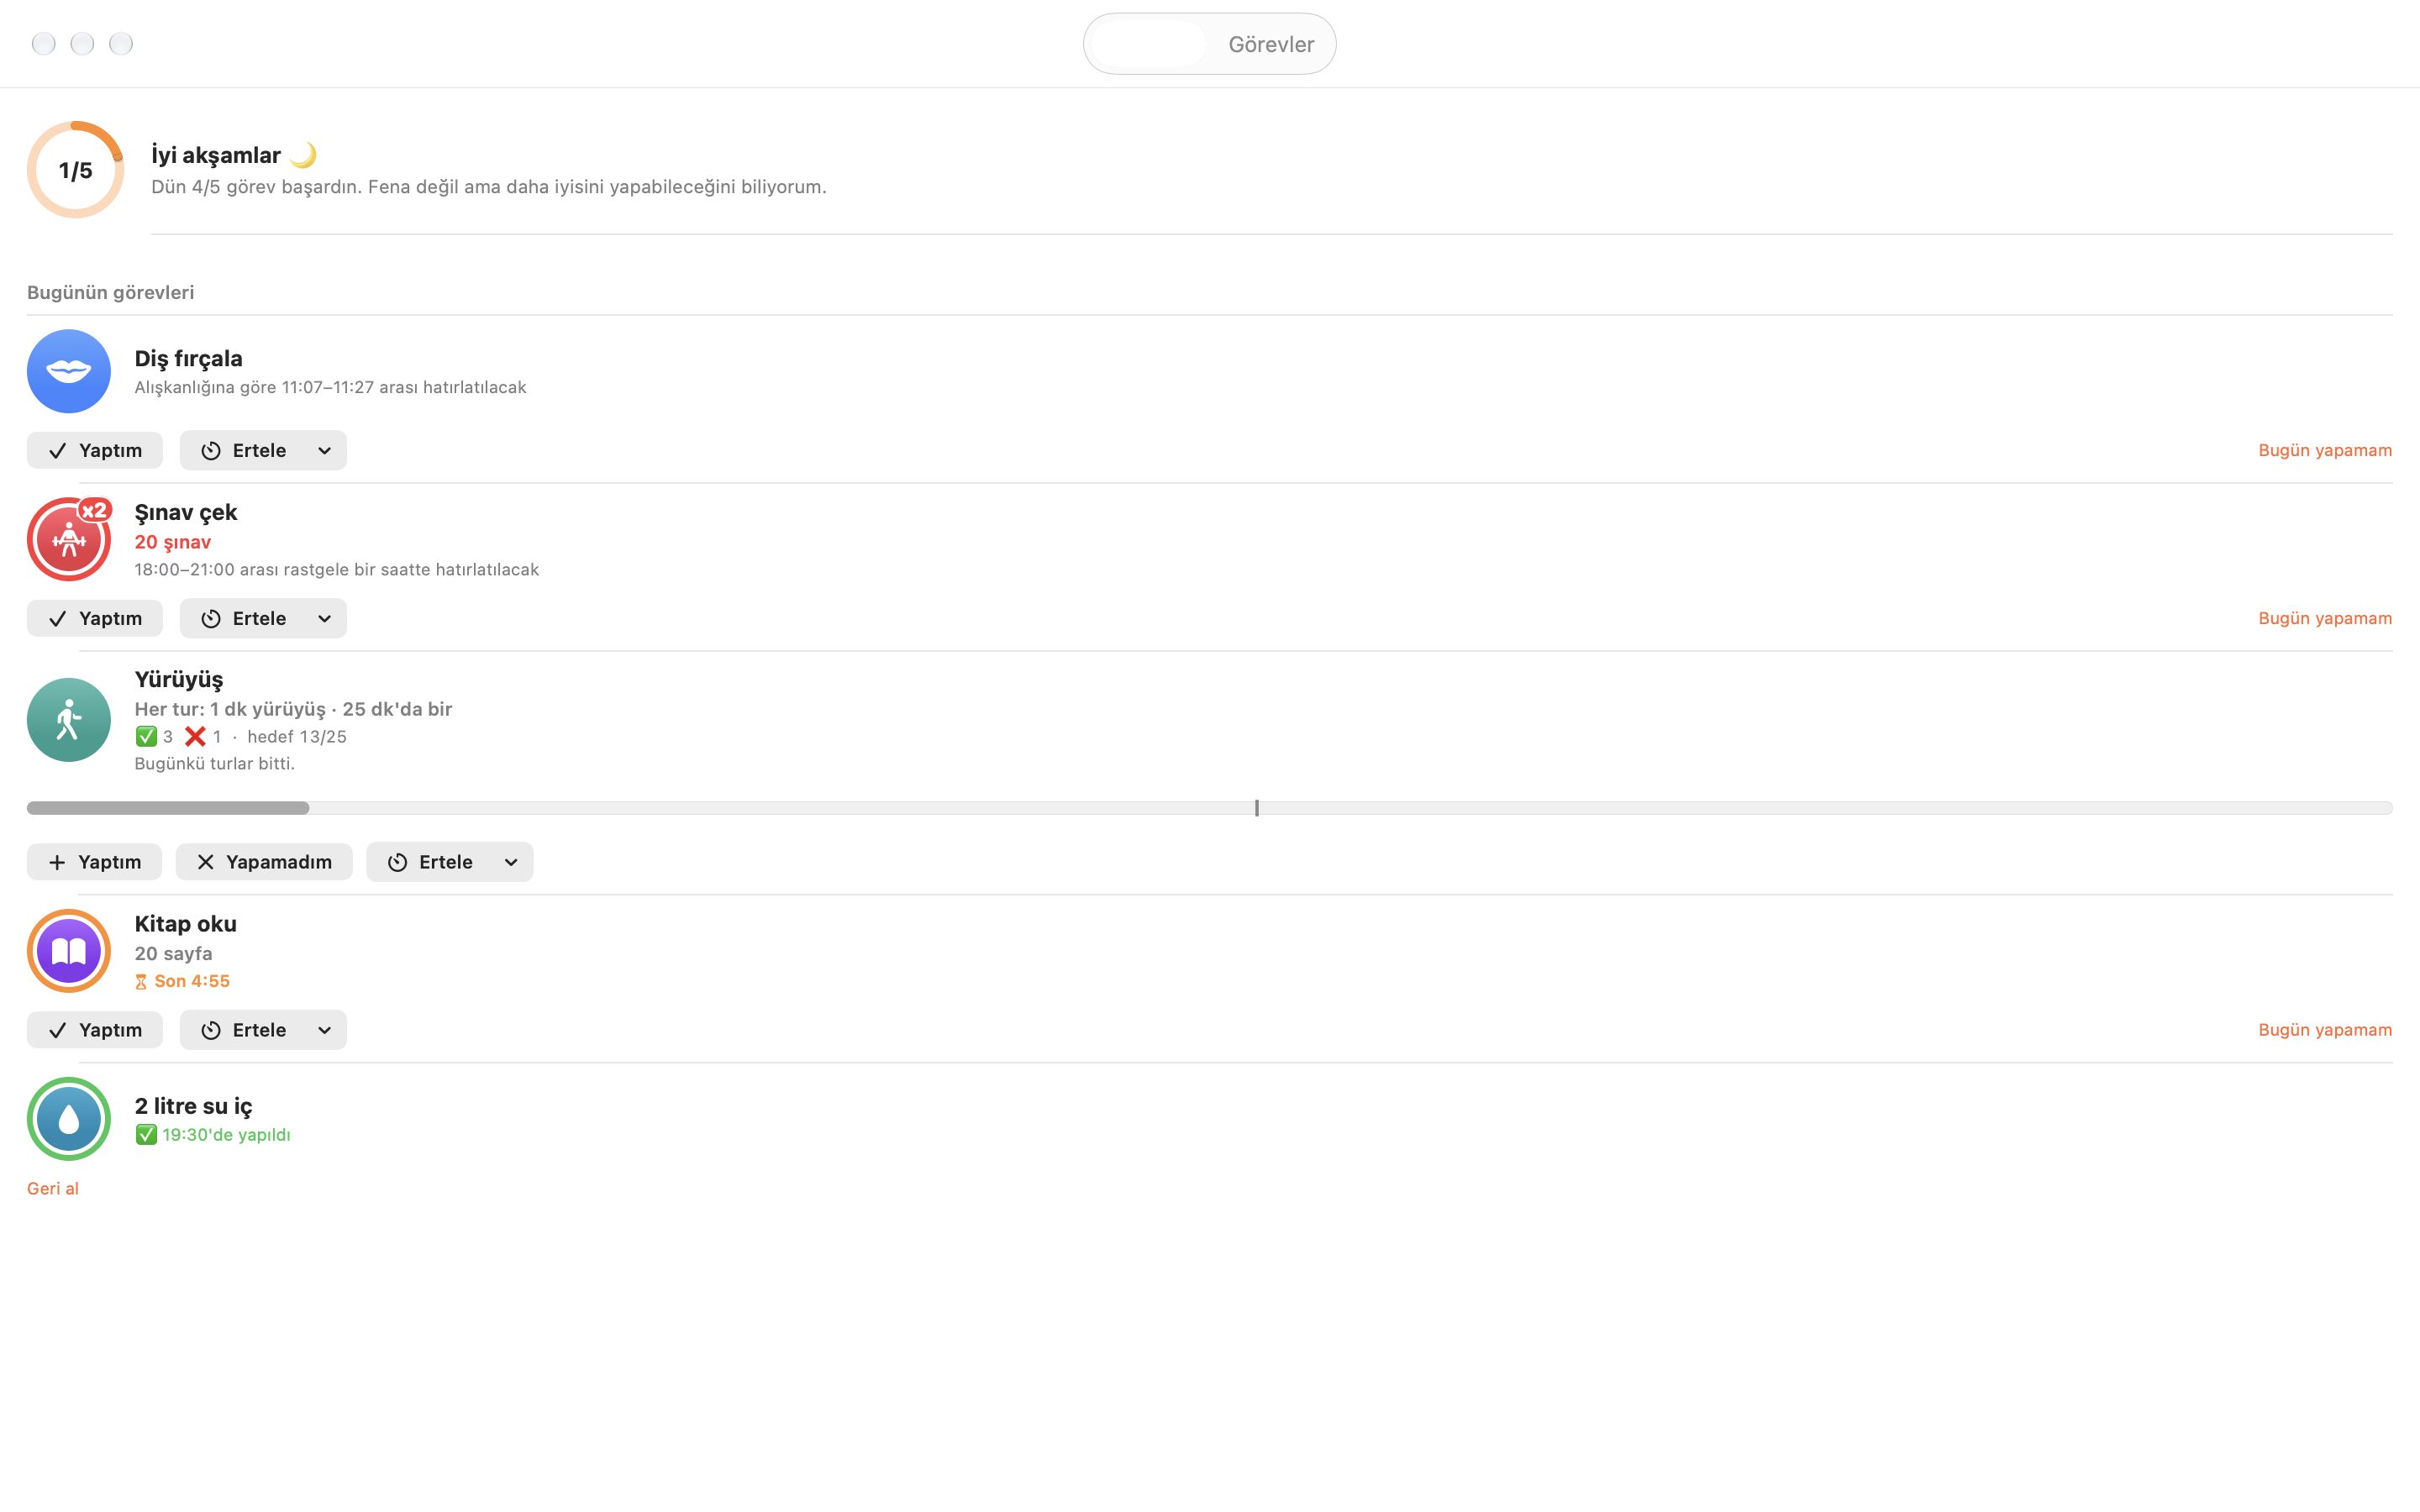 Görevler
1/5
İyi akşamlar 🌙
Dün 4/5 görev başardın. Fena değil ama daha iyisini yapabileceğini biliyorum.
Bugünün görevleri
Diş fırçala
Alışkanlığına göre 11:07–11:27 arası hatırlatılacak
Yaptım Ertele
Bugün yapamam
x2
Şınav çek
20 şınav
18:00–21:00 arası rastgele bir saatte hatırlatılacak
Yaptım Ertele
Bugün yapamam
Yürüyüş
Her tur: 1 dk yürüyüş · 25 dk'da bir
✅ 3 ❌ 1 · hedef 13/25
Bugünkü turlar bitti.
Yaptım Yapamadım Ertele
Kitap oku
20 sayfa
Son 4:55
Yaptım Ertele
Bugün yapamam
2 litre su iç
✅ 19:30'de yapıldı
Geri al